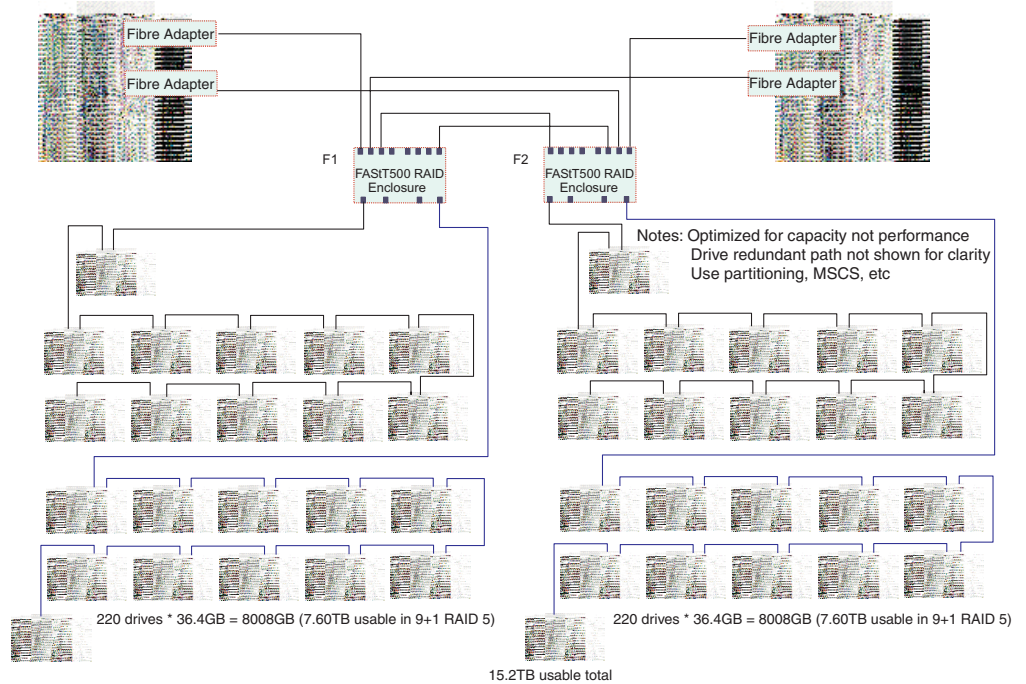 Fibre Adapter
Fibre Adapter
Fibre Adapter
Fibre Adapter
F1
FAStT500 RAID
Enclosure
F2
FAStT500 RAID
Enclosure
Notes: Optimized for capacity not performance
Drive redundant path not shown for clarity
Use partitioning, MSCS, etc
220 drives * 36.4GB = 8008GB (7.60TB usable in 9+1 RAID 5)
220 drives * 36.4GB = 8008GB (7.60TB usable in 9+1 RAID 5)
15.2TB usable total